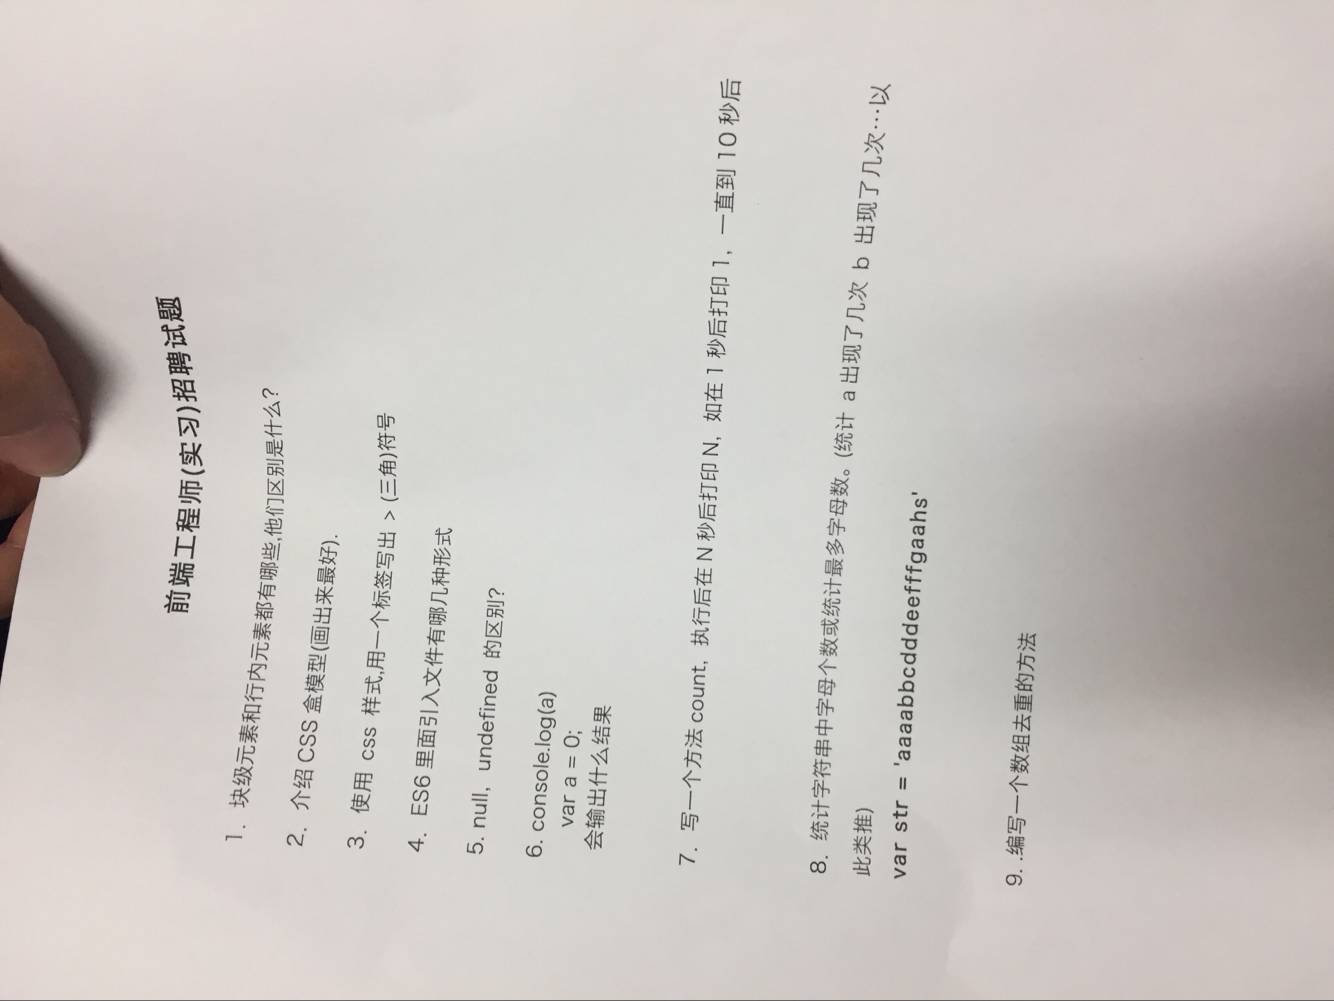 前端工程师(实习)招聘试题
1. 块级元素和行内元素都有哪些,他们区别是什么?
2. 介绍 CSS 盒模型(画出来最好).
3. 使用 css 样式,用一个标签写出 > (三角)符号
4. ES6 里面引入文件有哪几种形式
5. null，undefined 的区别?
6. console.log(a)
var a = 0;
会输出什么结果
7. 写一个方法 count，执行后在 N 秒后打印 N，如在 1 秒后打印 1，一直到 10 秒后
8. 统计字符串中字母个数或统计最多字母数。(统计 a 出现了几次 b 出现了几次…以
此类推)
var str = 'aaaabbcdddeefffgaahs'
9. .编写一个数组去重的方法